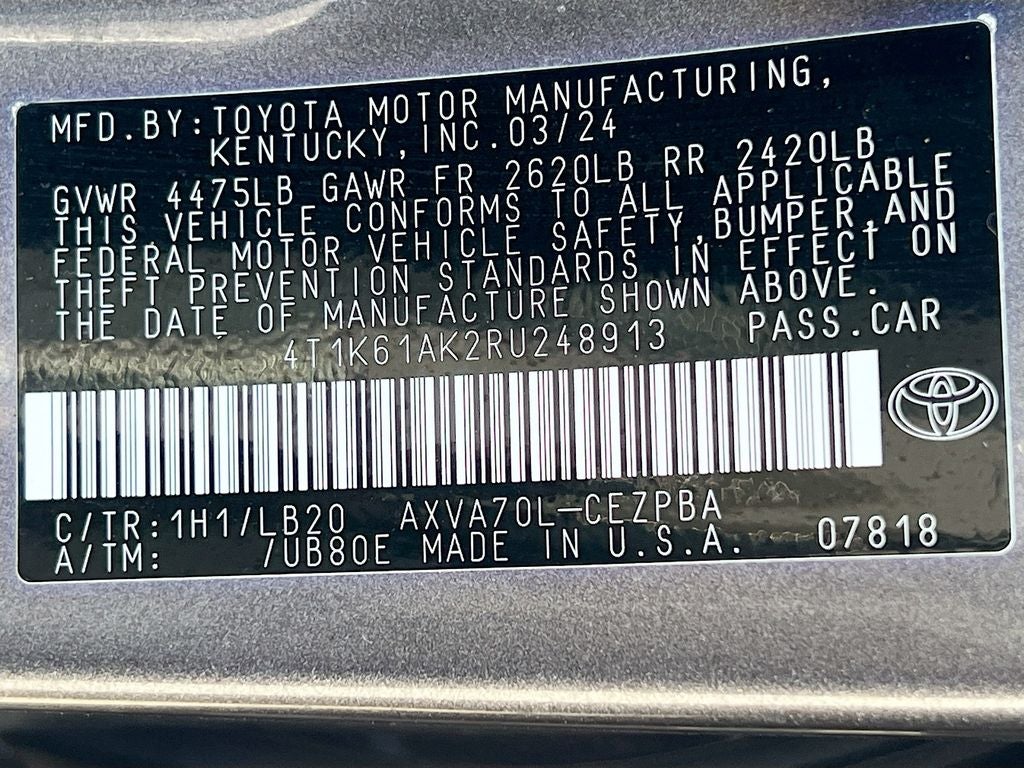 MFD.BY:TOYOTA MOTOR MANUFACTURING,
KENTUCKY,INC.03/24
GVWR 4475LB GAWR FR 2620LB RR 2420LB
THIS VEHICLE CONFORMS TO ALL APPLICABLE
FEDERAL MOTOR VEHICLE SAFETY,BUMPER,AND
THEFT PREVENTION STANDARDS IN EFFECT ON
THE DATE OF MANUFACTURE SHOWN ABOVE.
4T1K61AK2RU248913 PASS.CAR
C/TR:1H1/LB20 AXVA70L-CEZPBA
A/TM: /UB80E MADE IN U.S.A. 07818